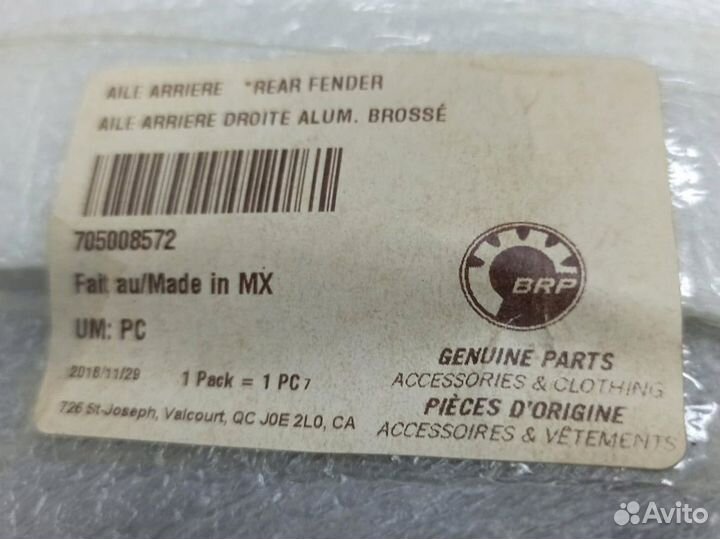 AILE ARRIERE *REAR FENDER
AILE ARRIERE DROITE ALUM. BROSSÉ
705008572
Fait au/Made in MX
UM: PC
2018/11/29 1 Pack = 1 PC 7
726 St-Joseph, Valcourt, QC J0E 2L0, CA
BRP
GENUINE PARTS
ACCESSORIES & CLOTHING
PIÈCES D'ORIGINE
ACCESSOIRES & VÊTEMENTS
Avito